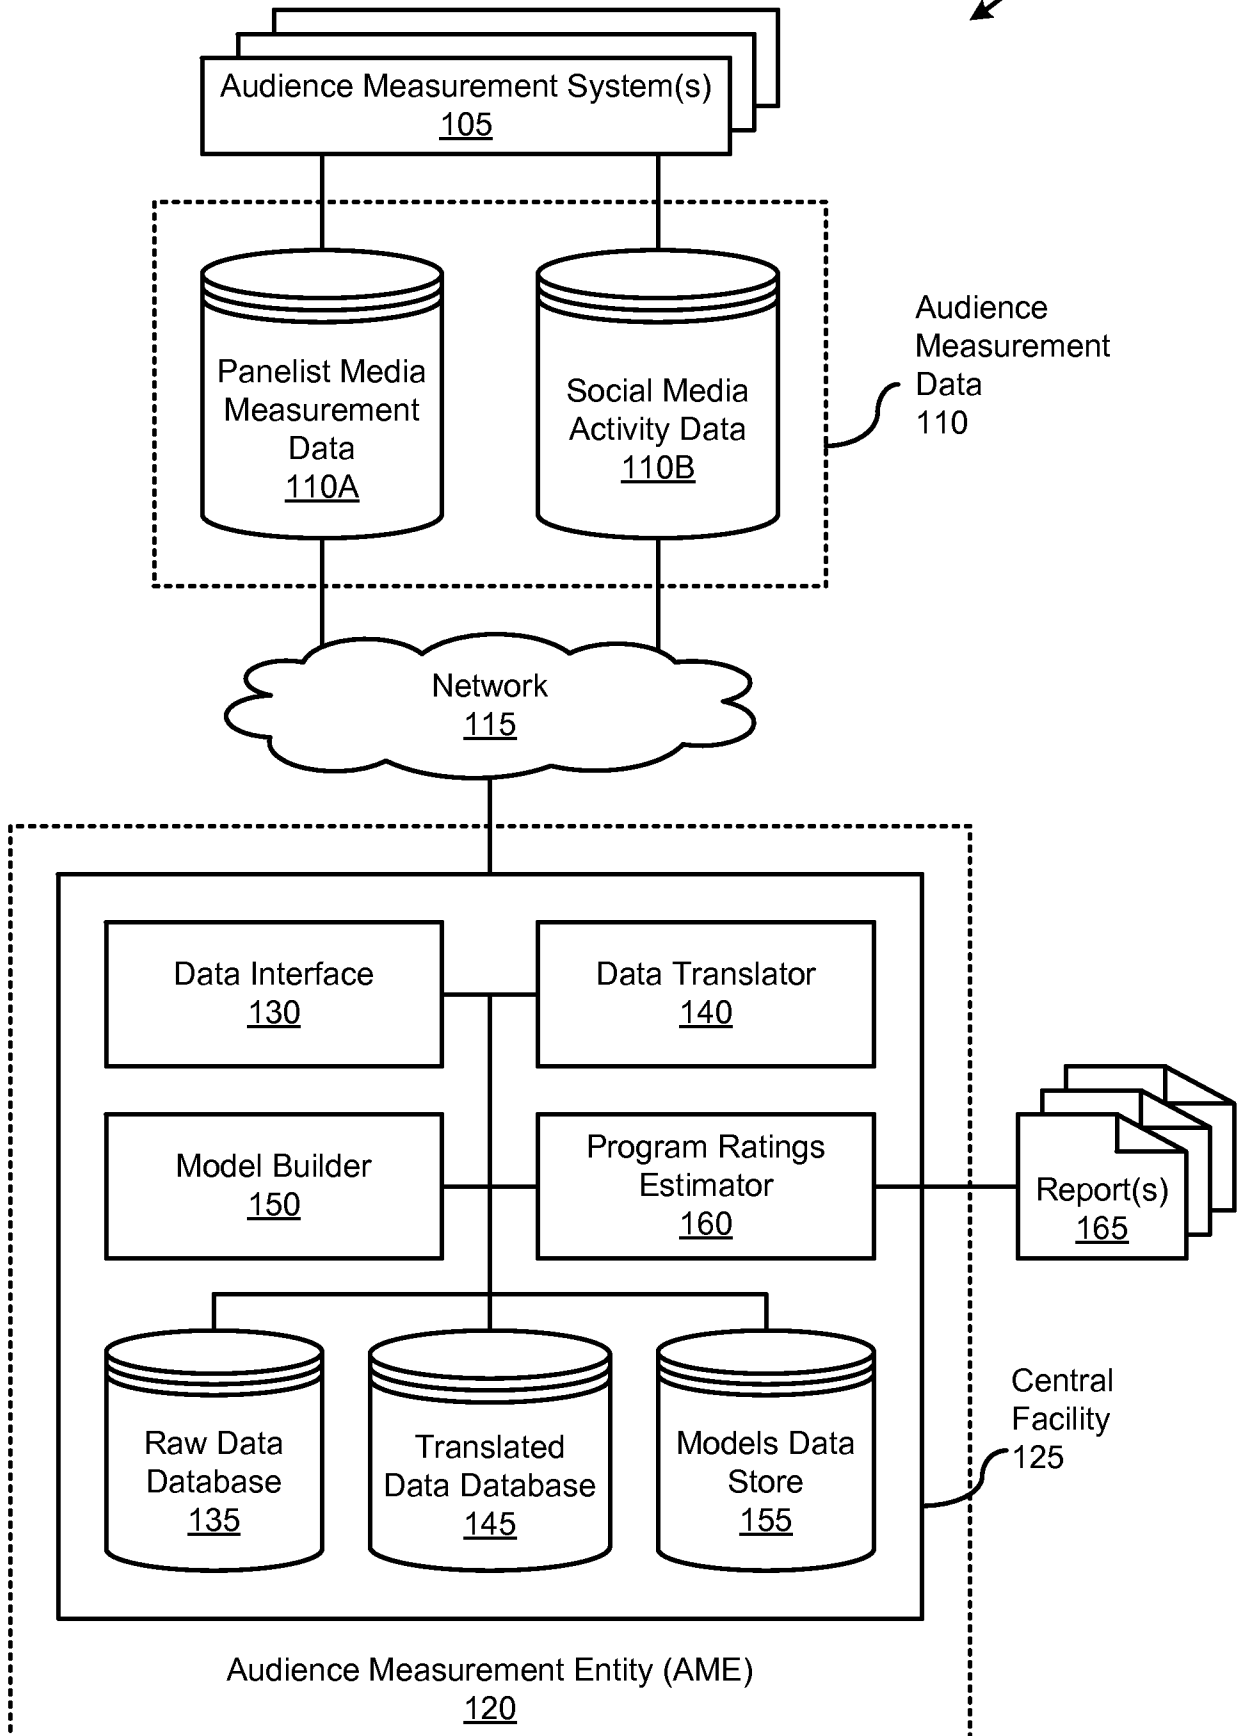 Audience Measurement System(s)
105
Panelist Media
Measurement
Data
110A
Social Media
Activity Data
110B
Audience
Measurement
Data
110
Network
115
Data Interface
130
Data Translator
140
Model Builder
150
Program Ratings
Estimator
160
Report(s)
165
Raw Data
Database
135
Translated
Data Database
145
Models Data
Store
155
Central
Facility
125
Audience Measurement Entity (AME)
120